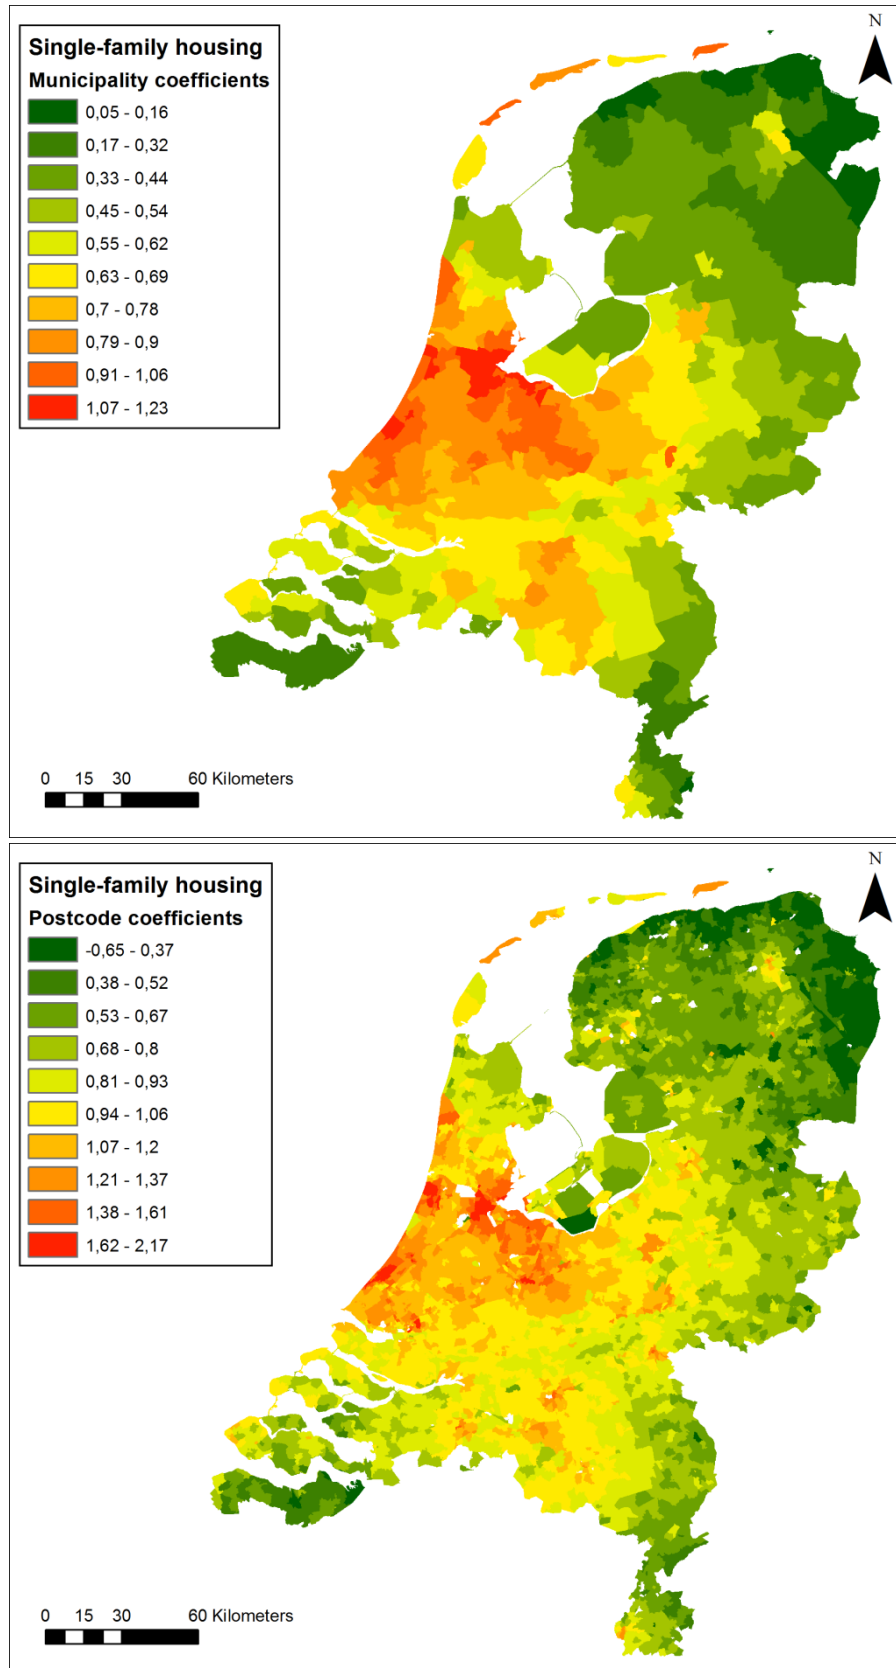 Single-family housing
Municipality coefficients
0,05 - 0,16
0,17 - 0,32
0,33 - 0,44
0,45 - 0,54
0,55 - 0,62
0,63 - 0,69
0,7 - 0,78
0,79 - 0,9
0,91 - 1,06
1,07 - 1,23
N
0 15 30 60 Kilometers
Single-family housing
Postcode coefficients
-0,65 - 0,37
0,38 - 0,52
0,53 - 0,67
0,68 - 0,8
0,81 - 0,93
0,94 - 1,06
1,07 - 1,2
1,21 - 1,37
1,38 - 1,61
1,62 - 2,17
N
0 15 30 60 Kilometers